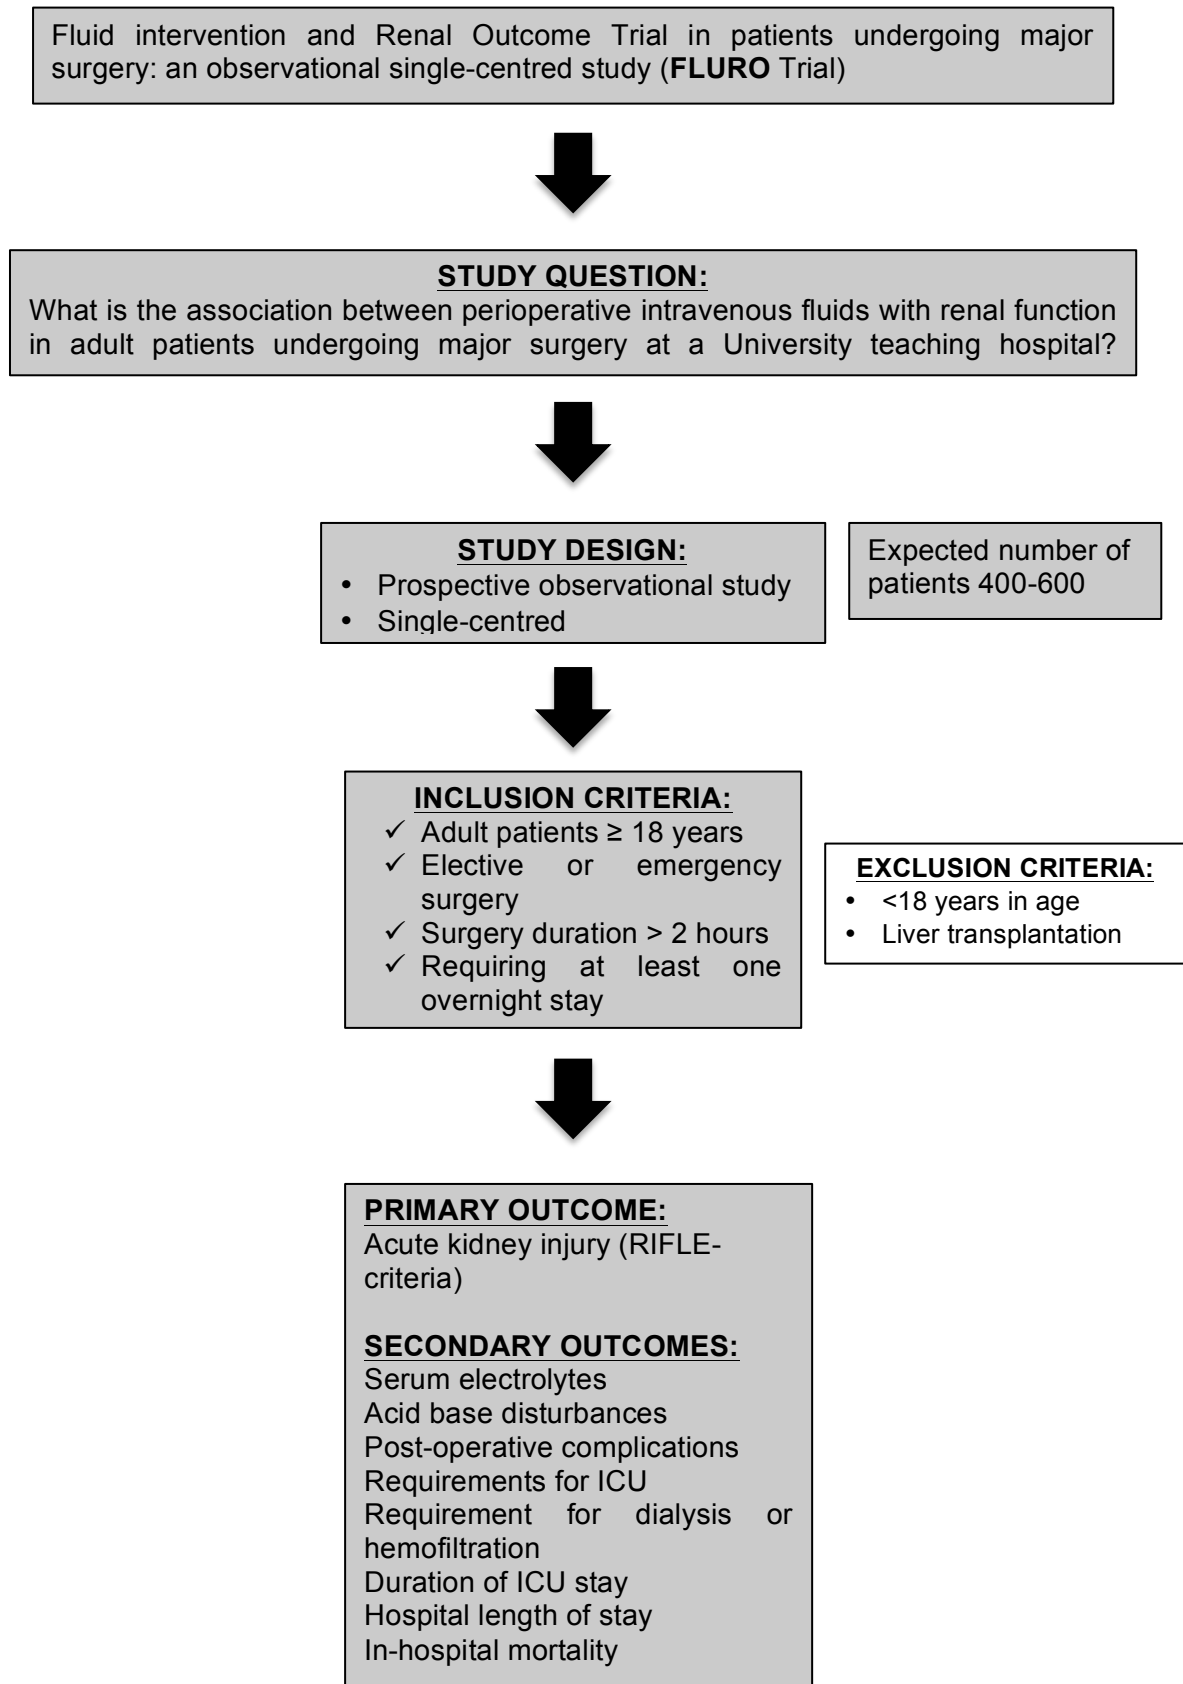 Fluid intervention and Renal Outcome Trial in patients undergoing major
surgery: an observational single-centred study (FLURO Trial)
STUDY QUESTION:
What is the association between perioperative intravenous fluids with renal function
in adult patients undergoing major surgery at a University teaching hospital?
STUDY DESIGN:
• Prospective observational study
• Single-centred
Expected number of
patients 400-600
INCLUSION CRITERIA:
✓ Adult patients ≥ 18 years
✓ Elective or emergency
surgery
✓ Surgery duration > 2 hours
✓ Requiring at least one
overnight stay
EXCLUSION CRITERIA:
• <18 years in age
• Liver transplantation
PRIMARY OUTCOME:
Acute kidney injury (RIFLE-
criteria)
SECONDARY OUTCOMES:
Serum electrolytes
Acid base disturbances
Post-operative complications
Requirements for ICU
Requirement for dialysis or
hemofiltration
Duration of ICU stay
Hospital length of stay
In-hospital mortality